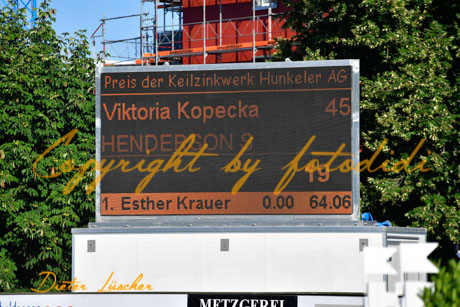 Preis der Keilzinkwerk Hunkeler AG
Viktoria Kopecka 45
HENDERSON
Copyright by fotodidi
19
1. Esther Krauer 0.00 64.06
Dieter Lüscher
METZGEREI